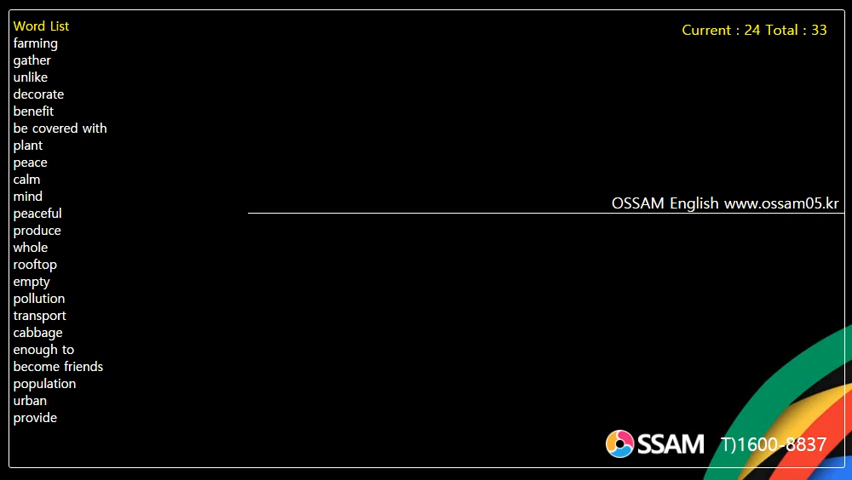 Word List
Current : 24 Total : 33
farming
gather
unlike
decorate
benefit
be covered with
plant
peace
calm
mind
peaceful
produce
whole
rooftop
empty
pollution
transport
cabbage
enough to
become friends
population
urban
provide
OSSAM English www.ossam05.kr
OSSAM T)1600-8837